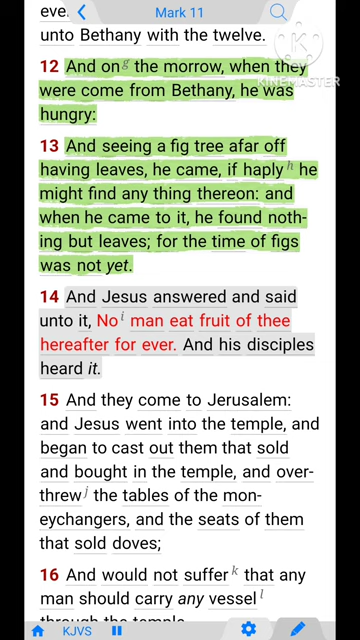 eve
Mark 11
unto Bethany with the twelve.
12 And on g the morrow, when they
were come from Bethany, he was
hungry:
KINEMASTER
13 And seeing a fig tree afar off
having leaves, he came, if haply h he
might find any thing thereon: and
when he came to it, he found noth-
ing but leaves; for the time of figs
was not yet.
14 And Jesus answered and said
unto it, No i man eat fruit of thee
hereafter for ever. And his disciples
heard it.
15 And they come to Jerusalem:
and Jesus went into the temple, and
began to cast out them that sold
and bought in the temple, and over-
threw j the tables of the mon-
eychangers, and the seats of them
that sold doves;
16 And would not suffer k that any
man should carry any vessel l
through the temple
KJVS